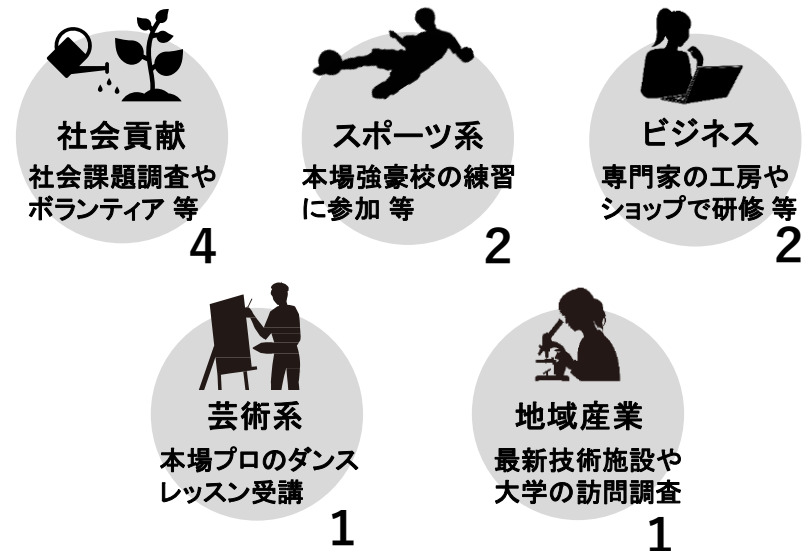 社会貢献
社会課題調査や
ボランティア 等
4
スポーツ系
本場強豪校の練習
に参加 等
2
ビジネス
専門家の工房や
ショップで研修 等
2
芸術系
本場プロのダンス
レッスン受講
1
地域産業
最新技術施設や
大学の訪問調査
1